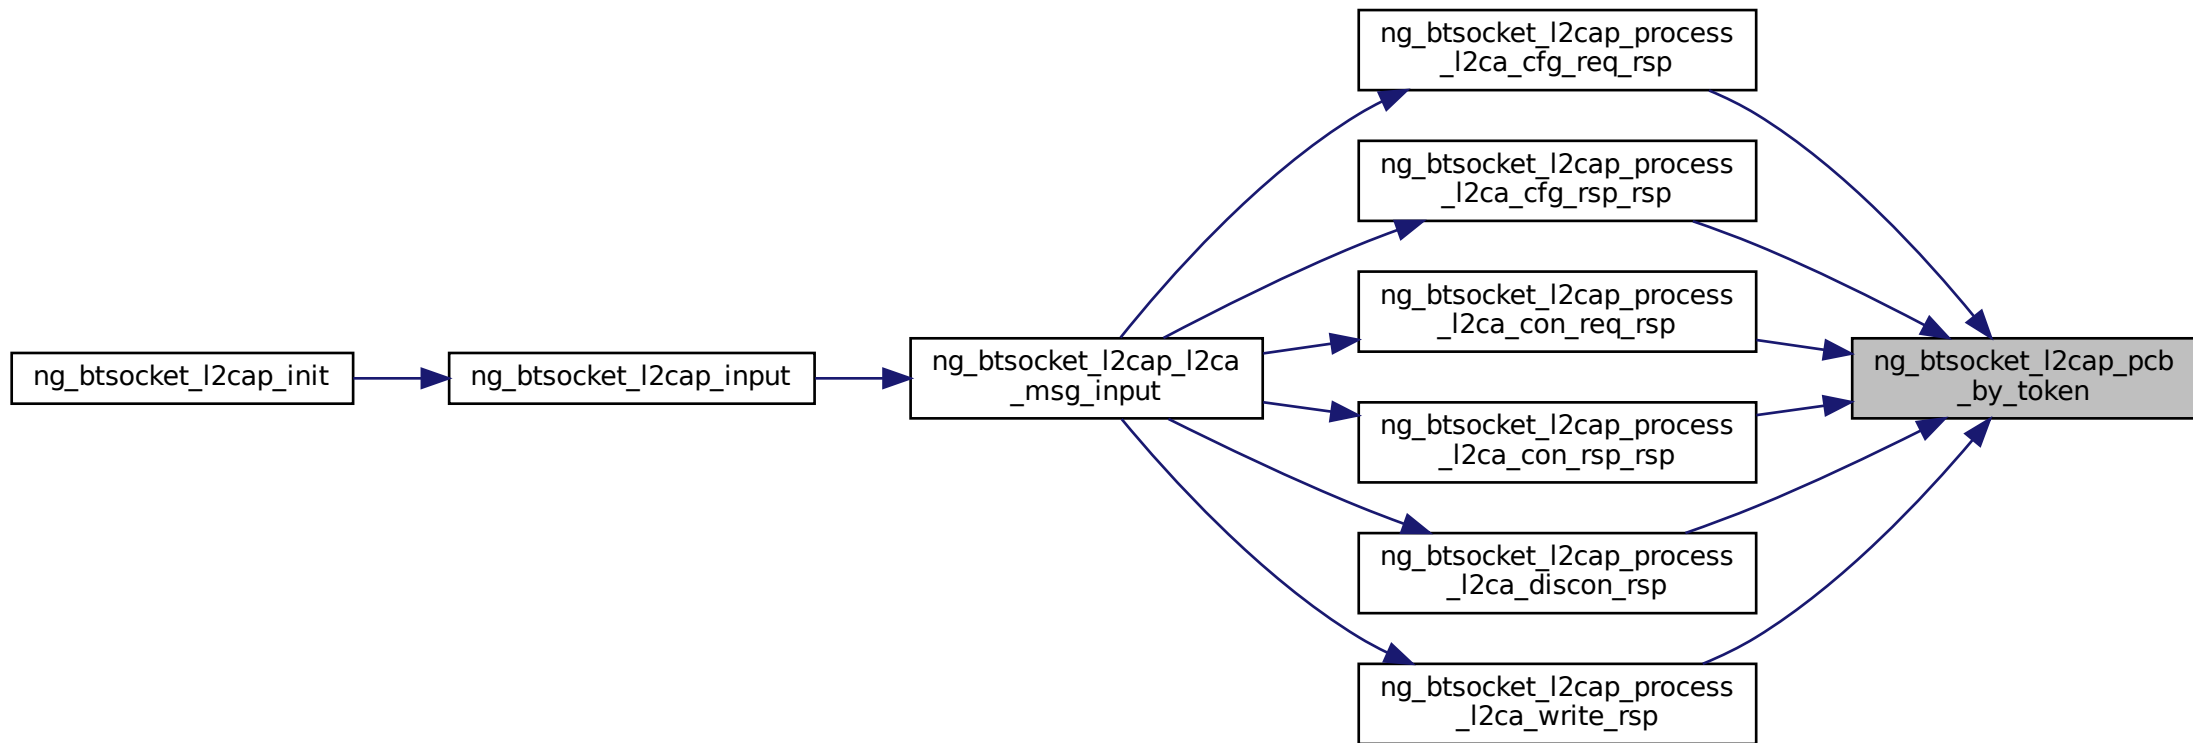 ng_btsocket_l2cap_init
ng_btsocket_l2cap_input
ng_btsocket_l2cap_l2ca
_msg_input
ng_btsocket_l2cap_process
_l2ca_cfg_req_rsp
ng_btsocket_l2cap_process
_l2ca_cfg_rsp_rsp
ng_btsocket_l2cap_process
_l2ca_con_req_rsp
ng_btsocket_l2cap_process
_l2ca_con_rsp_rsp
ng_btsocket_l2cap_process
_l2ca_discon_rsp
ng_btsocket_l2cap_process
_l2ca_write_rsp
ng_btsocket_l2cap_pcb
_by_token